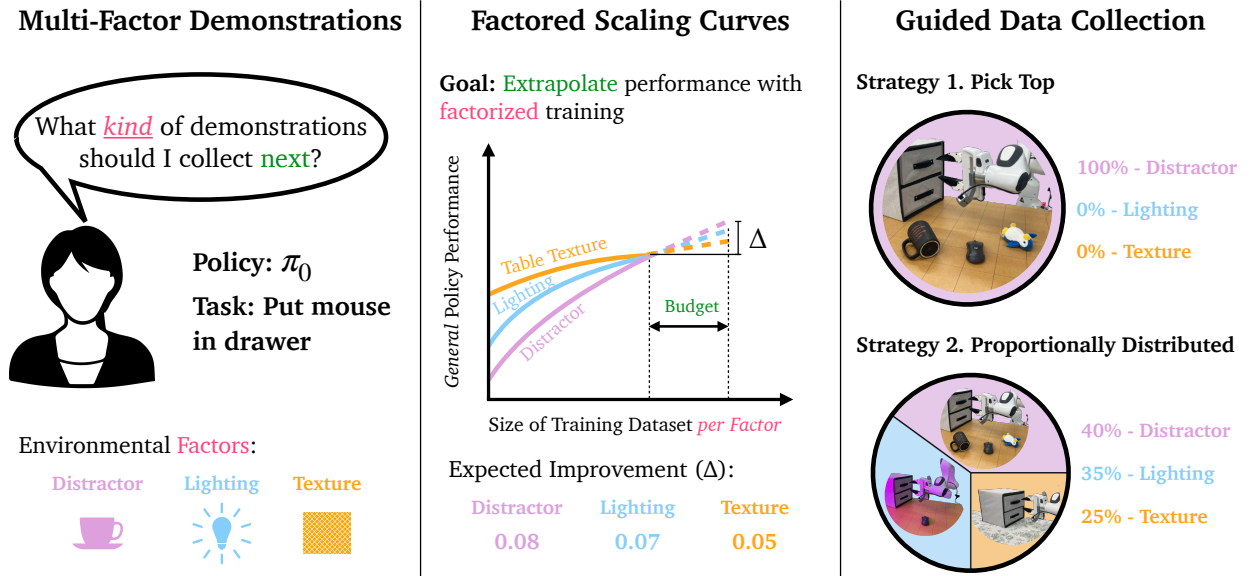 Multi-Factor Demonstrations
What kind of demonstrations
should I collect next?
Policy: π0
Task: Put mouse
in drawer
Environmental Factors:
Distractor
Lighting
Texture
Factored Scaling Curves
Goal: Extrapolate performance with
factorized training
General Policy Performance
Table Texture
Lighting
Distractor
Δ
Budget
Size of Training Dataset per Factor
Expected Improvement (Δ):
Distractor Lighting Texture
0.08 0.07 0.05
Guided Data Collection
Strategy 1. Pick Top
100% - Distractor
0% - Lighting
0% - Texture
Strategy 2. Proportionally Distributed
40% - Distractor
35% - Lighting
25% - Texture